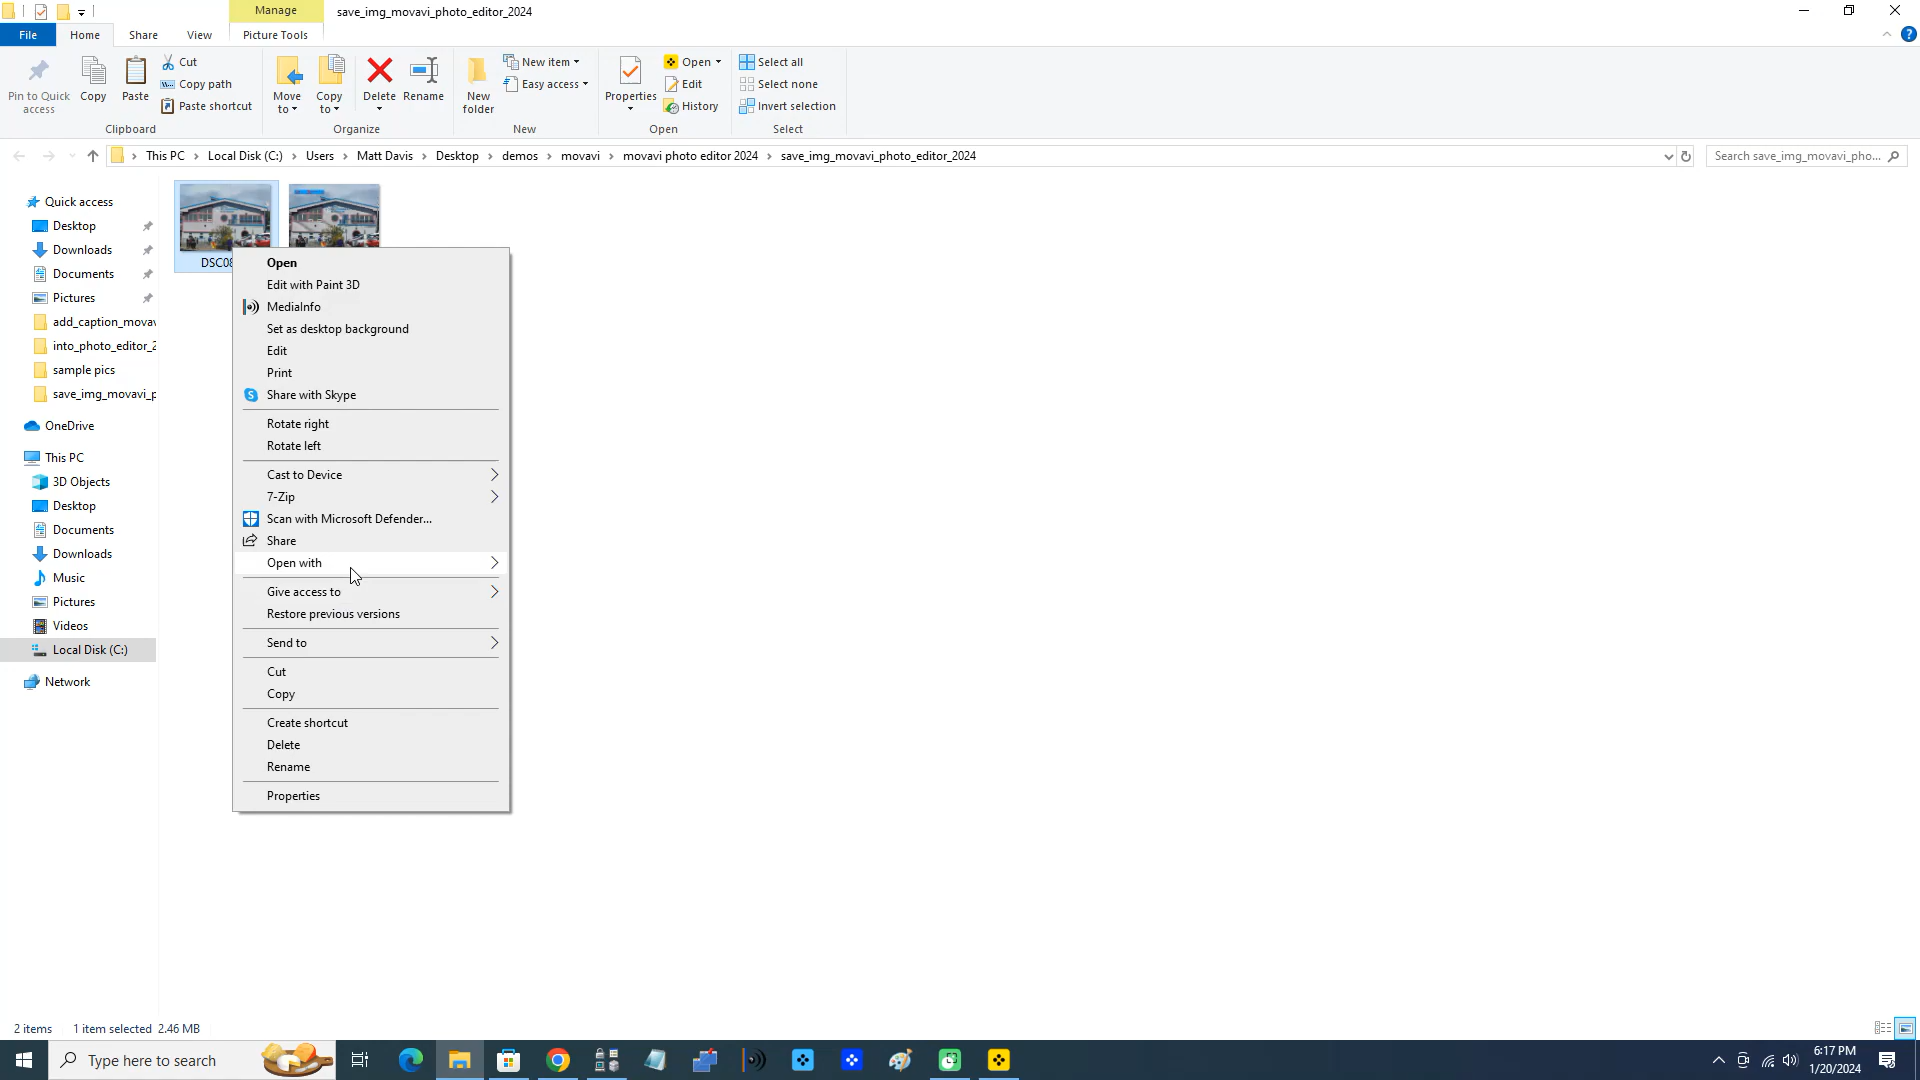 Manage
save_img_movavi_photo_editor_2024
File
Home
Share
View
Picture Tools
Pin to Quick access
Copy
Paste
Cut
Copy path
Paste shortcut
Clipboard
Move to
Copy to
Delete
Rename
Organize
New folder
New item
Easy access
New
Properties
Open
Edit
History
Open
Select all
Select none
Invert selection
Select
This PC > Local Disk (C:) > Users > Matt Davis > Desktop > demos > movavi > movavi photo editor 2024 > save_img_movavi_photo_editor_2024
Search save_img_movavi_pho...
Quick access
Desktop
Downloads
Documents
Pictures
add_caption_movav
into_photo_editor_2
sample pics
save_img_movavi_p
OneDrive
This PC
3D Objects
Desktop
Documents
Downloads
Music
Pictures
Videos
Local Disk (C:)
Network
DSC08
Open
Edit with Paint 3D
MediaInfo
Set as desktop background
Edit
Print
Share with Skype
Rotate right
Rotate left
Cast to Device
7-Zip
Scan with Microsoft Defender...
Share
Open with
Give access to
Restore previous versions
Send to
Cut
Copy
Create shortcut
Delete
Rename
Properties
2 items
1 item selected 2.46 MB
Type here to search
6:17 PM
1/20/2024